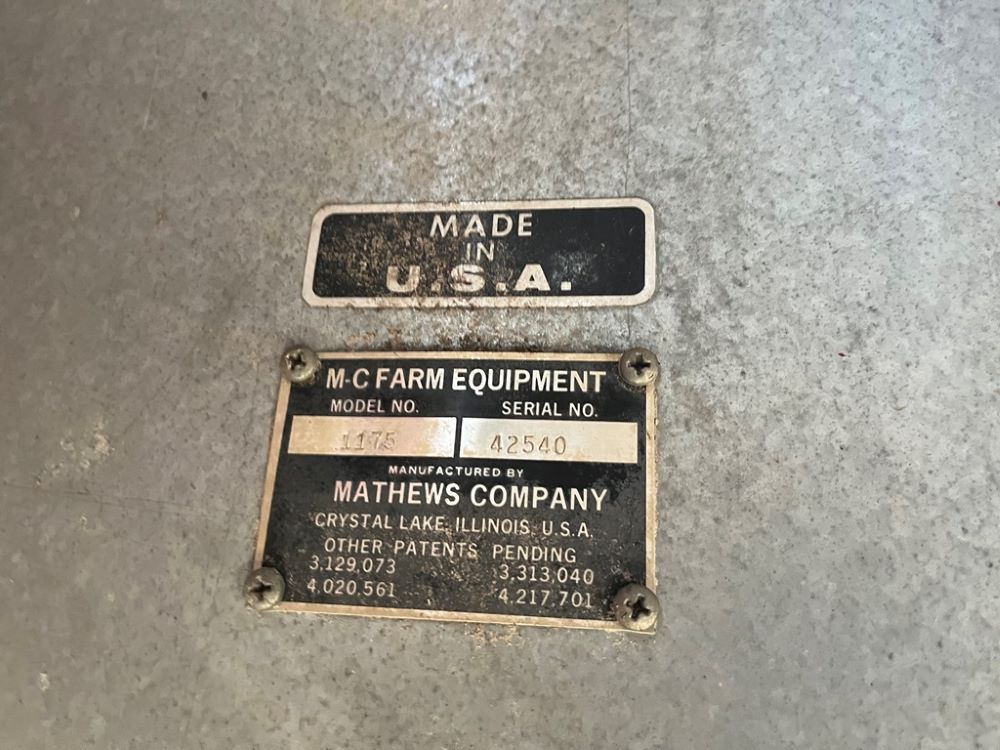 MADE
IN
U.S.A.
M-C FARM EQUIPMENT
MODEL NO. SERIAL NO.
1175 42540
MANUFACTURED BY
MATHEWS COMPANY
CRYSTAL LAKE, ILLINOIS, U.S.A.
OTHER PATENTS PENDING
3,129,073 3,313,040
4,020,561 4,217,701